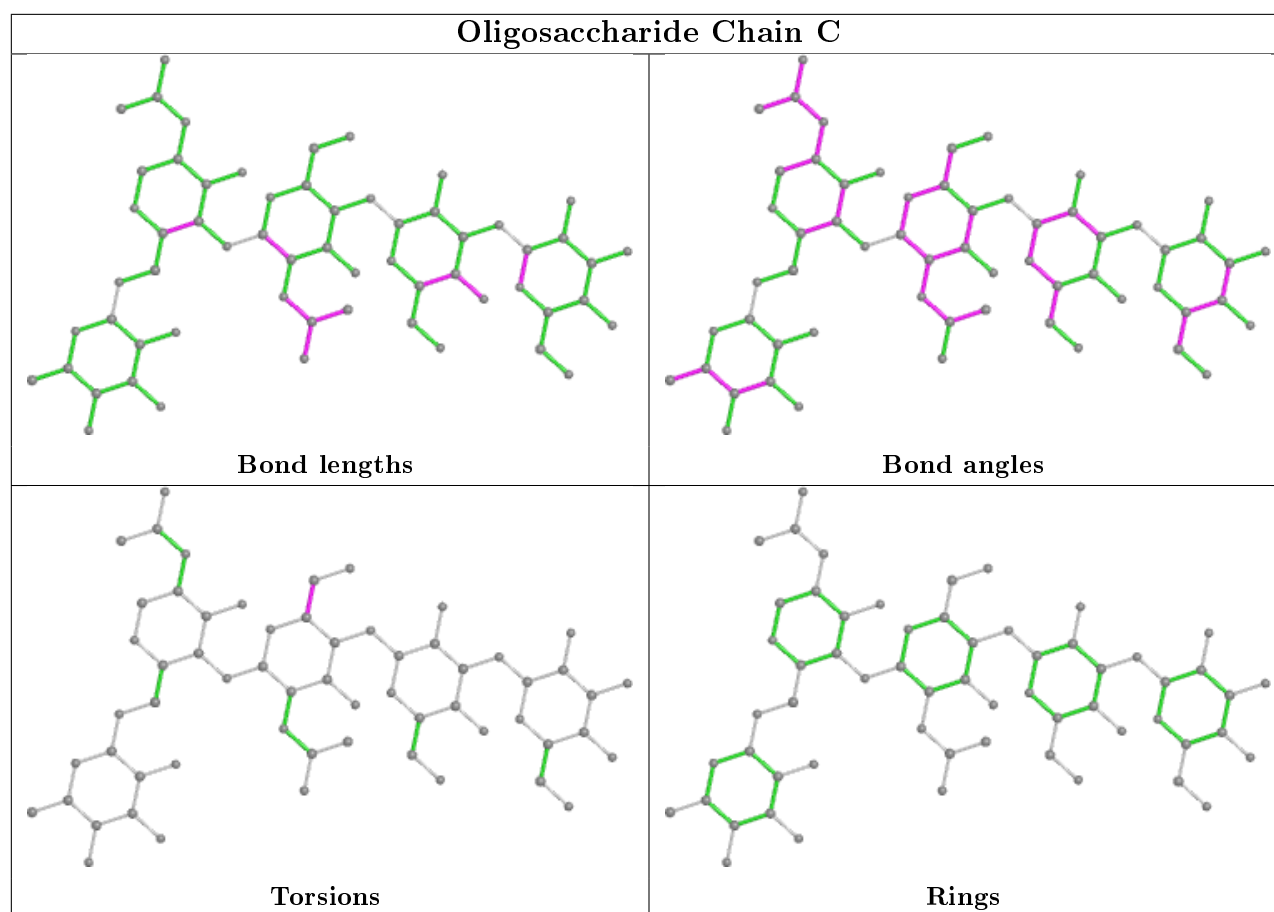 Oligosaccharide Chain C
Bond lengths
Bond angles
Torsions
Rings